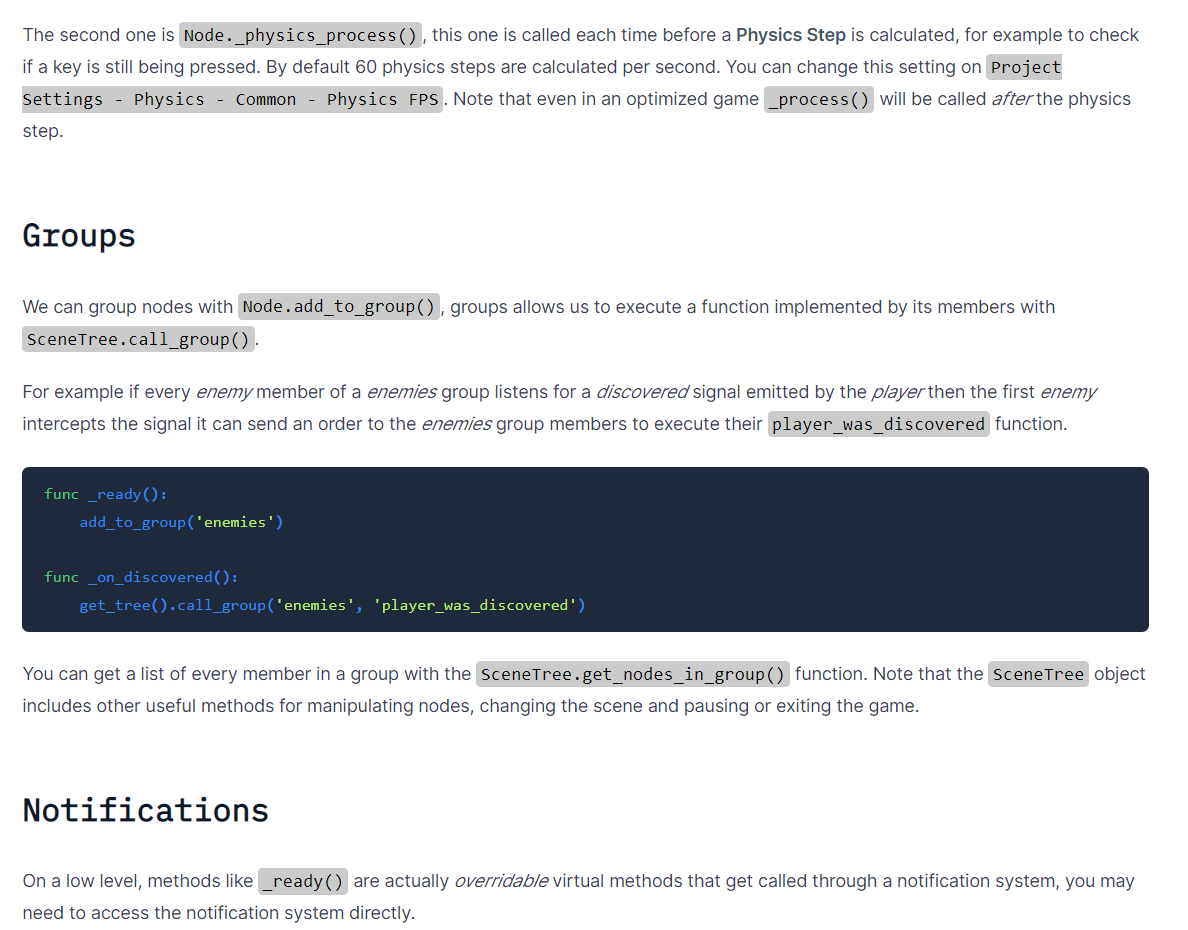 The second one is Node._physics_process(), this one is called each time before a Physics Step is calculated, for example to check
if a key is still being pressed. By default 60 physics steps are calculated per second. You can change this setting on Project
Settings - Physics - Common - Physics FPS. Note that even in an optimized game _process() will be called after the physics
step.
Groups
We can group nodes with Node.add_to_group(), groups allows us to execute a function implemented by its members with
SceneTree.call_group().
For example if every enemy member of a enemies group listens for a discovered signal emitted by the player then the first enemy
intercepts the signal it can send an order to the enemies group members to execute their player_was_discovered function.
func _ready():
    add_to_group('enemies')
func _on_discovered():
    get_tree().call_group('enemies', 'player_was_discovered')
You can get a list of every member in a group with the SceneTree.get_nodes_in_group() function. Note that the SceneTree object
includes other useful methods for manipulating nodes, changing the scene and pausing or exiting the game.
Notifications
On a low level, methods like _ready() are actually overridable virtual methods that get called through a notification system, you may
need to access the notification system directly.